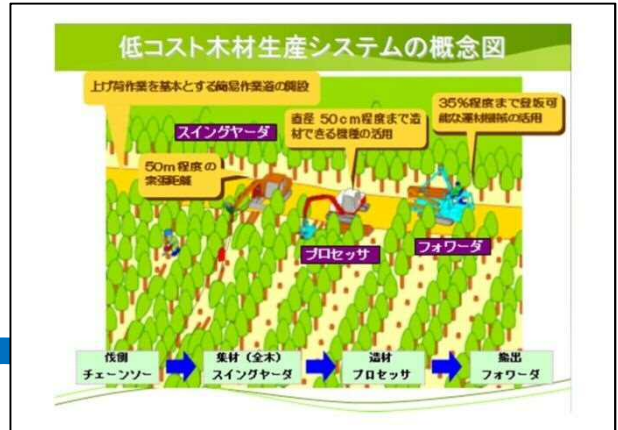 低コスト木材生産システムの概念図
上げ荷作業を基本とする簡易作業道の開設
スイングヤーダ
直径 50cm程度まで造
材できる機種の活用
35%程度まで登坂可
能な運材機械の活用
50m 程度の
索張距離
プロセッサ
フォワーダ
伐倒
チェーンソー
集材（全木）
スイングヤーダ
造材
プロセッサ
搬出
フォワーダ